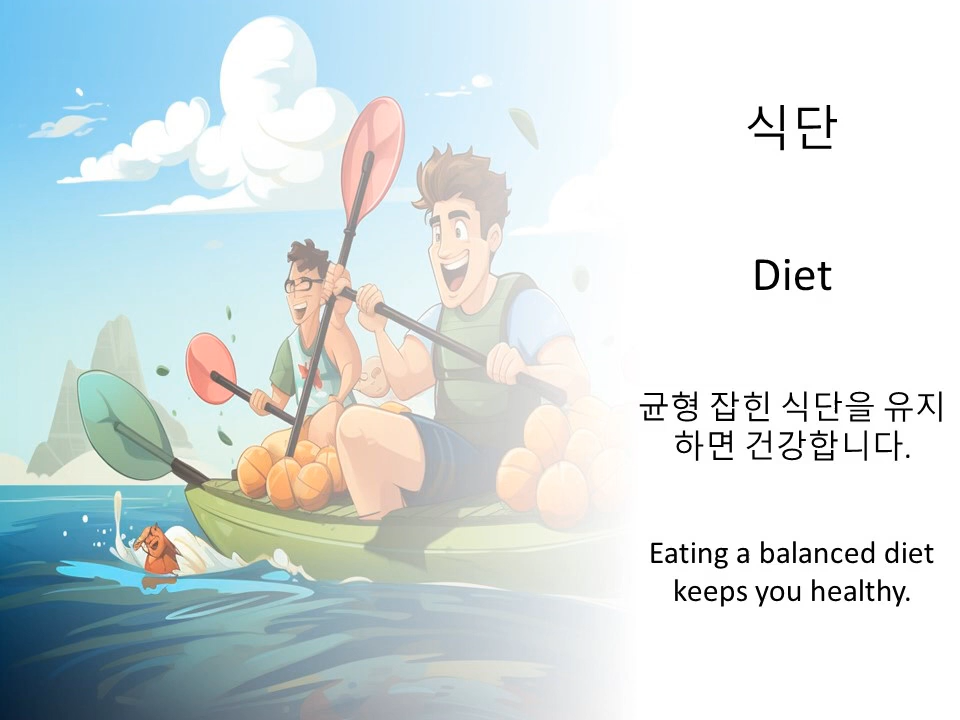 식단
Diet
균형 잡힌 식단을 유지
하면 건강합니다.
Eating a balanced diet
keeps you healthy.